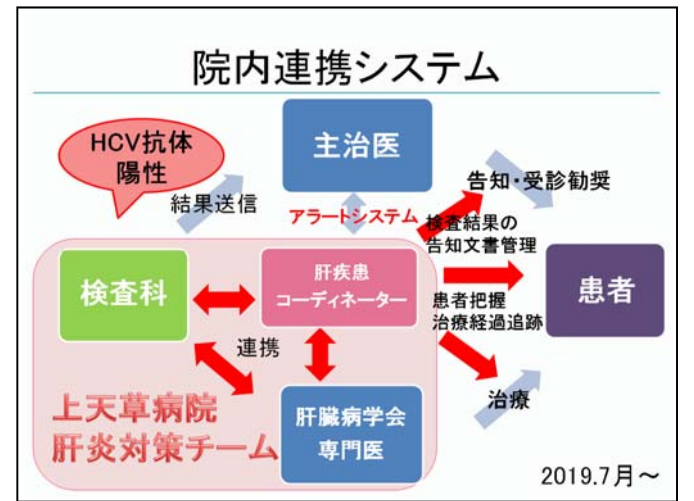 院内連携システム
HCV抗体
陽性
主治医
結果送信
アラートシステム
告知・受診勧奨
検査結果の
告知文書管理
検査科
肝疾患
コーディネーター
患者
患者把握
治療経過追跡
連携
治療
上天草病院
肝炎対策チーム
肝臓病学会
専門医
2019.7月～